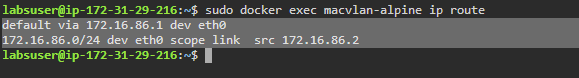 labsuser@ip-172-31-29-216:~> sudo docker exec macvlan-alpine ip route
default via 172.16.86.1 dev eth0
172.16.86.0/24 dev eth0 scope link  src 172.16.86.2
labsuser@ip-172-31-29-216:~>